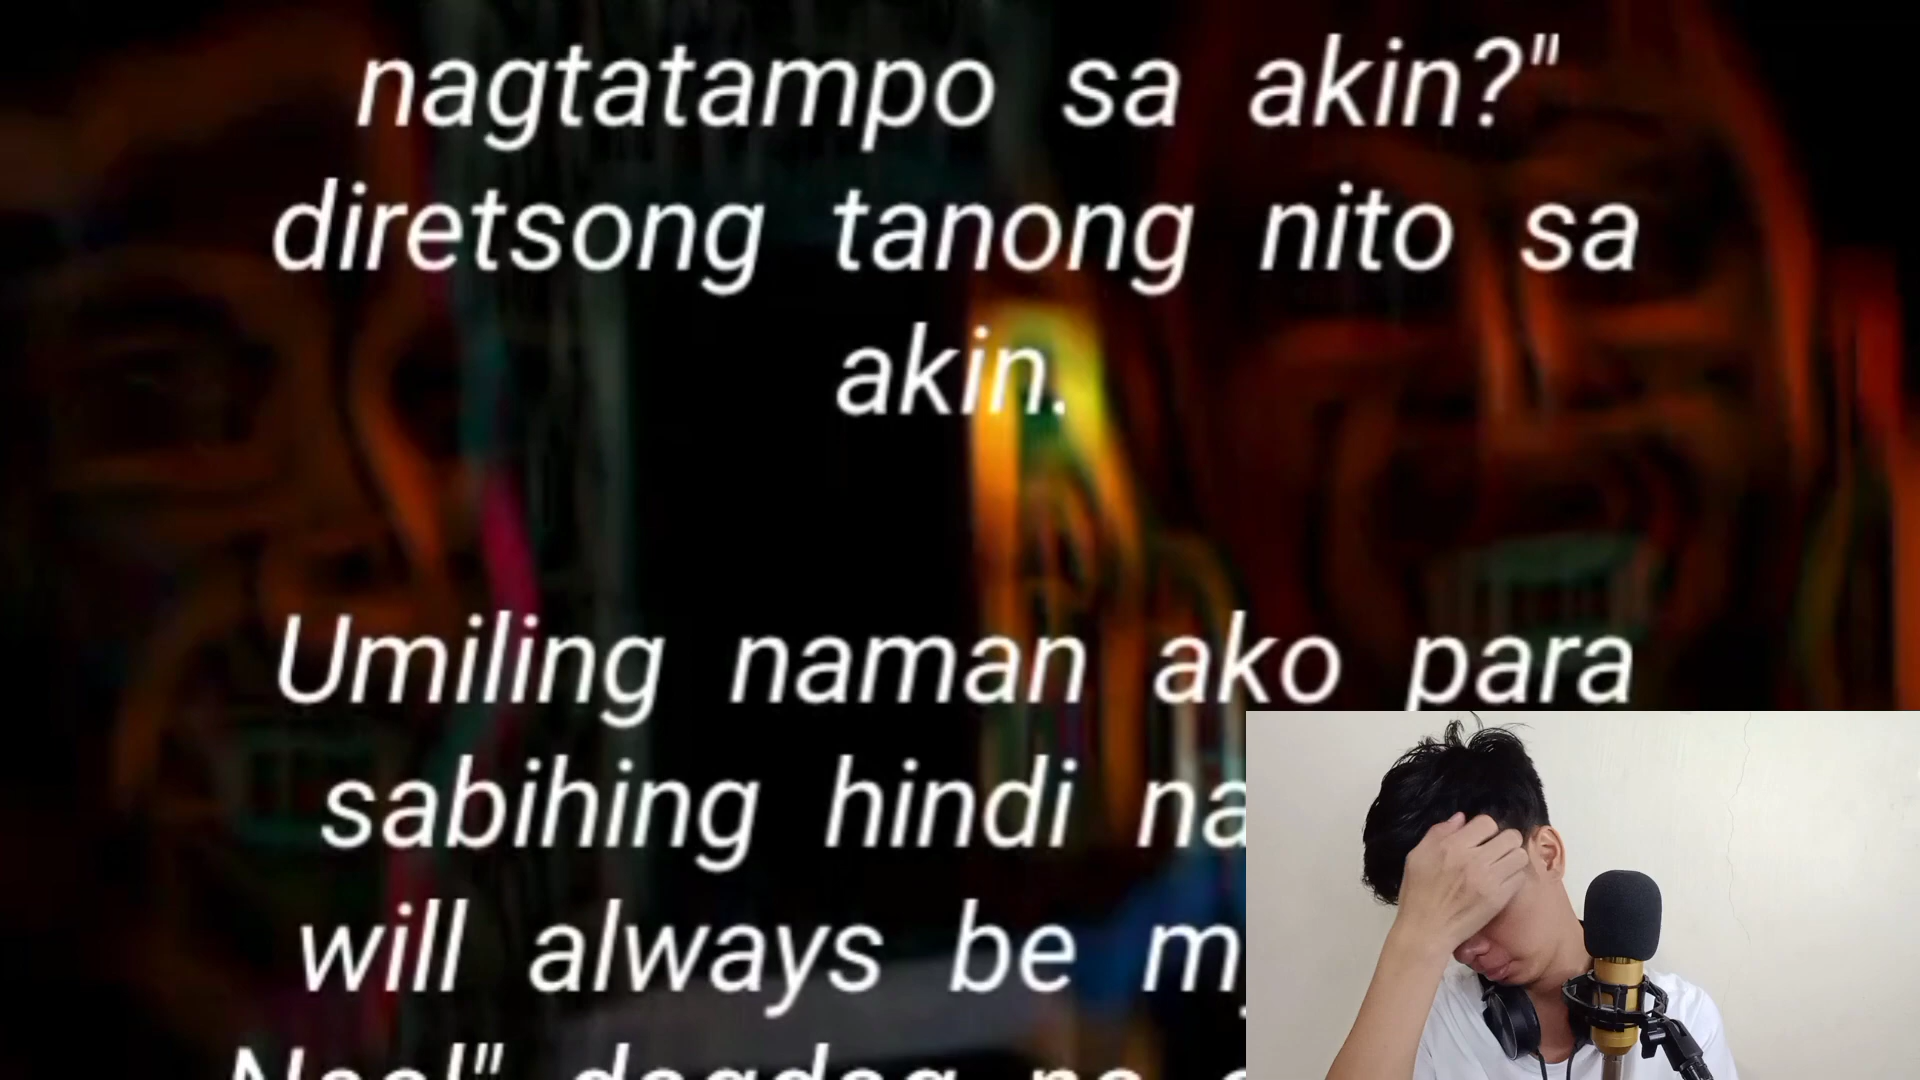 nagtatampo sa akin?"
diretsong tanong nito sa
akin.
Umiling naman ako para
sabihing hindi
will always be